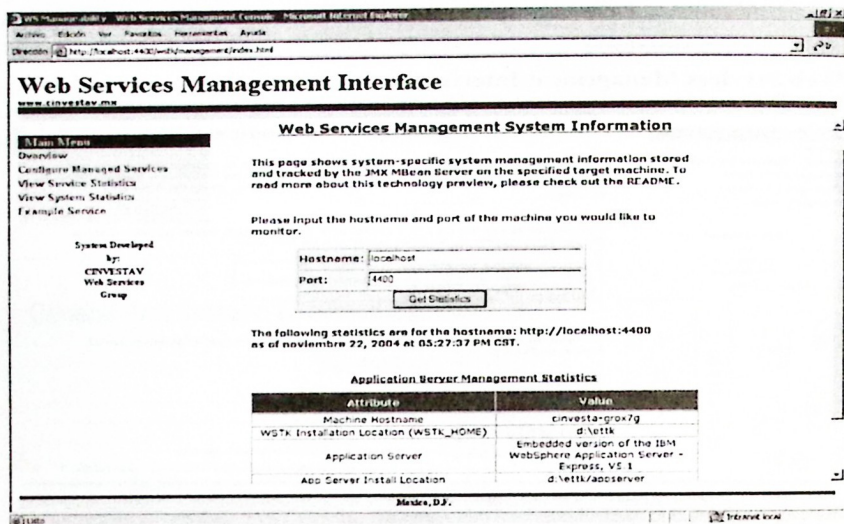 WS Manageability - Web Services Management Console - Microsoft Internet Explorer
Archivo Edición Ver Favoritos Herramientas Ayuda
Dirección http://localhost:4400/wstk/management/index.html
Web Services Management Interface
www.cinvestav.mx
Main Menu
Overview
Configure Managed Services
View Service Statistics
View System Statistics
Example Service
System Developed
by:
CINVESTAV
Web Services
Group
Web Services Management System Information
This page shows system-specific system management information stored
and tracked by the JMX MBean Server on the specified target machine. To
read more about this technology preview, please check out the README.
Please input the hostname and port of the machine you would like to
monitor.
Hostname: localhost
Port: 4400
Get Statistics
The following statistics are for the hostname: http://localhost:4400
as of noviembre 22, 2004 at 05:27:37 PM CST.
Application Server Management Statistics
Attribute Value
Machine Hostname cinvesta-grox7g
WSTK Installation Location (WSTK_HOME) d:\ettk
Application Server Embedded version of the IBM
WebSphere Application Server -
Express, V5.1
App Server Install Location d:\ettk/appserver
Mexico, D.F.
Listo
Intranet local